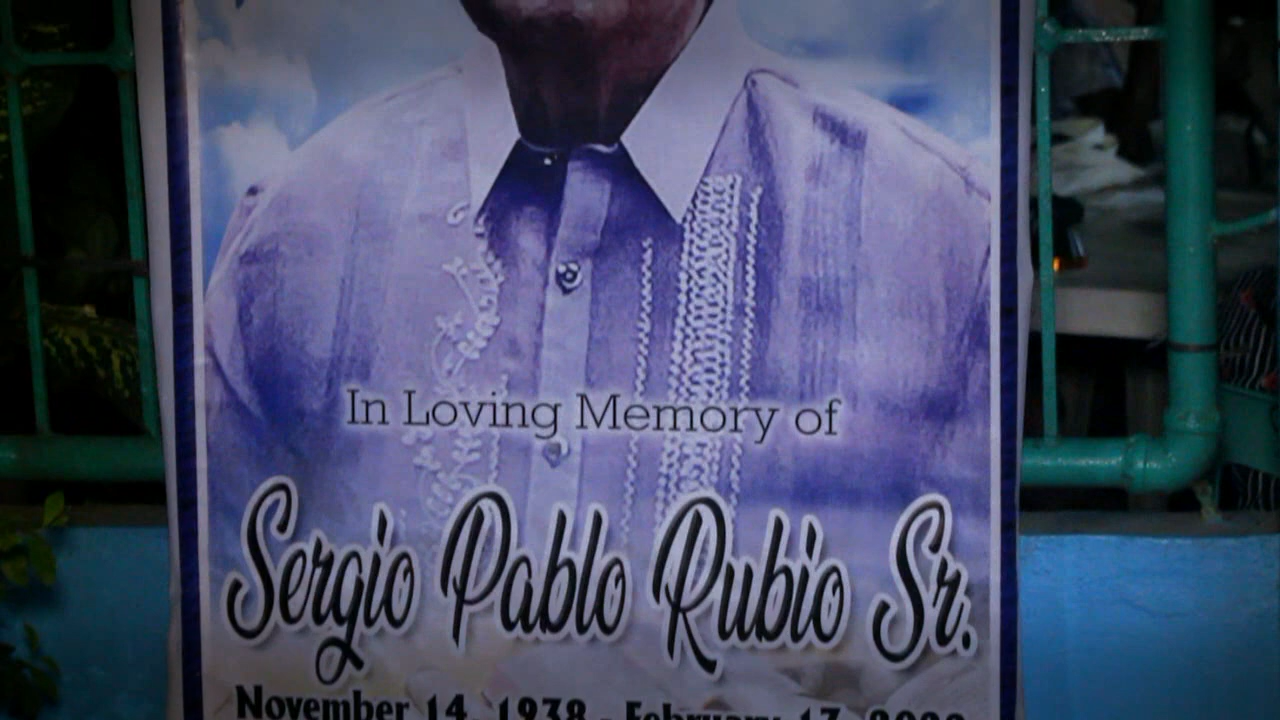 In Loving Memory of
Sergio Pablo Rubio Sr.
November 14, 1938 - February 17,